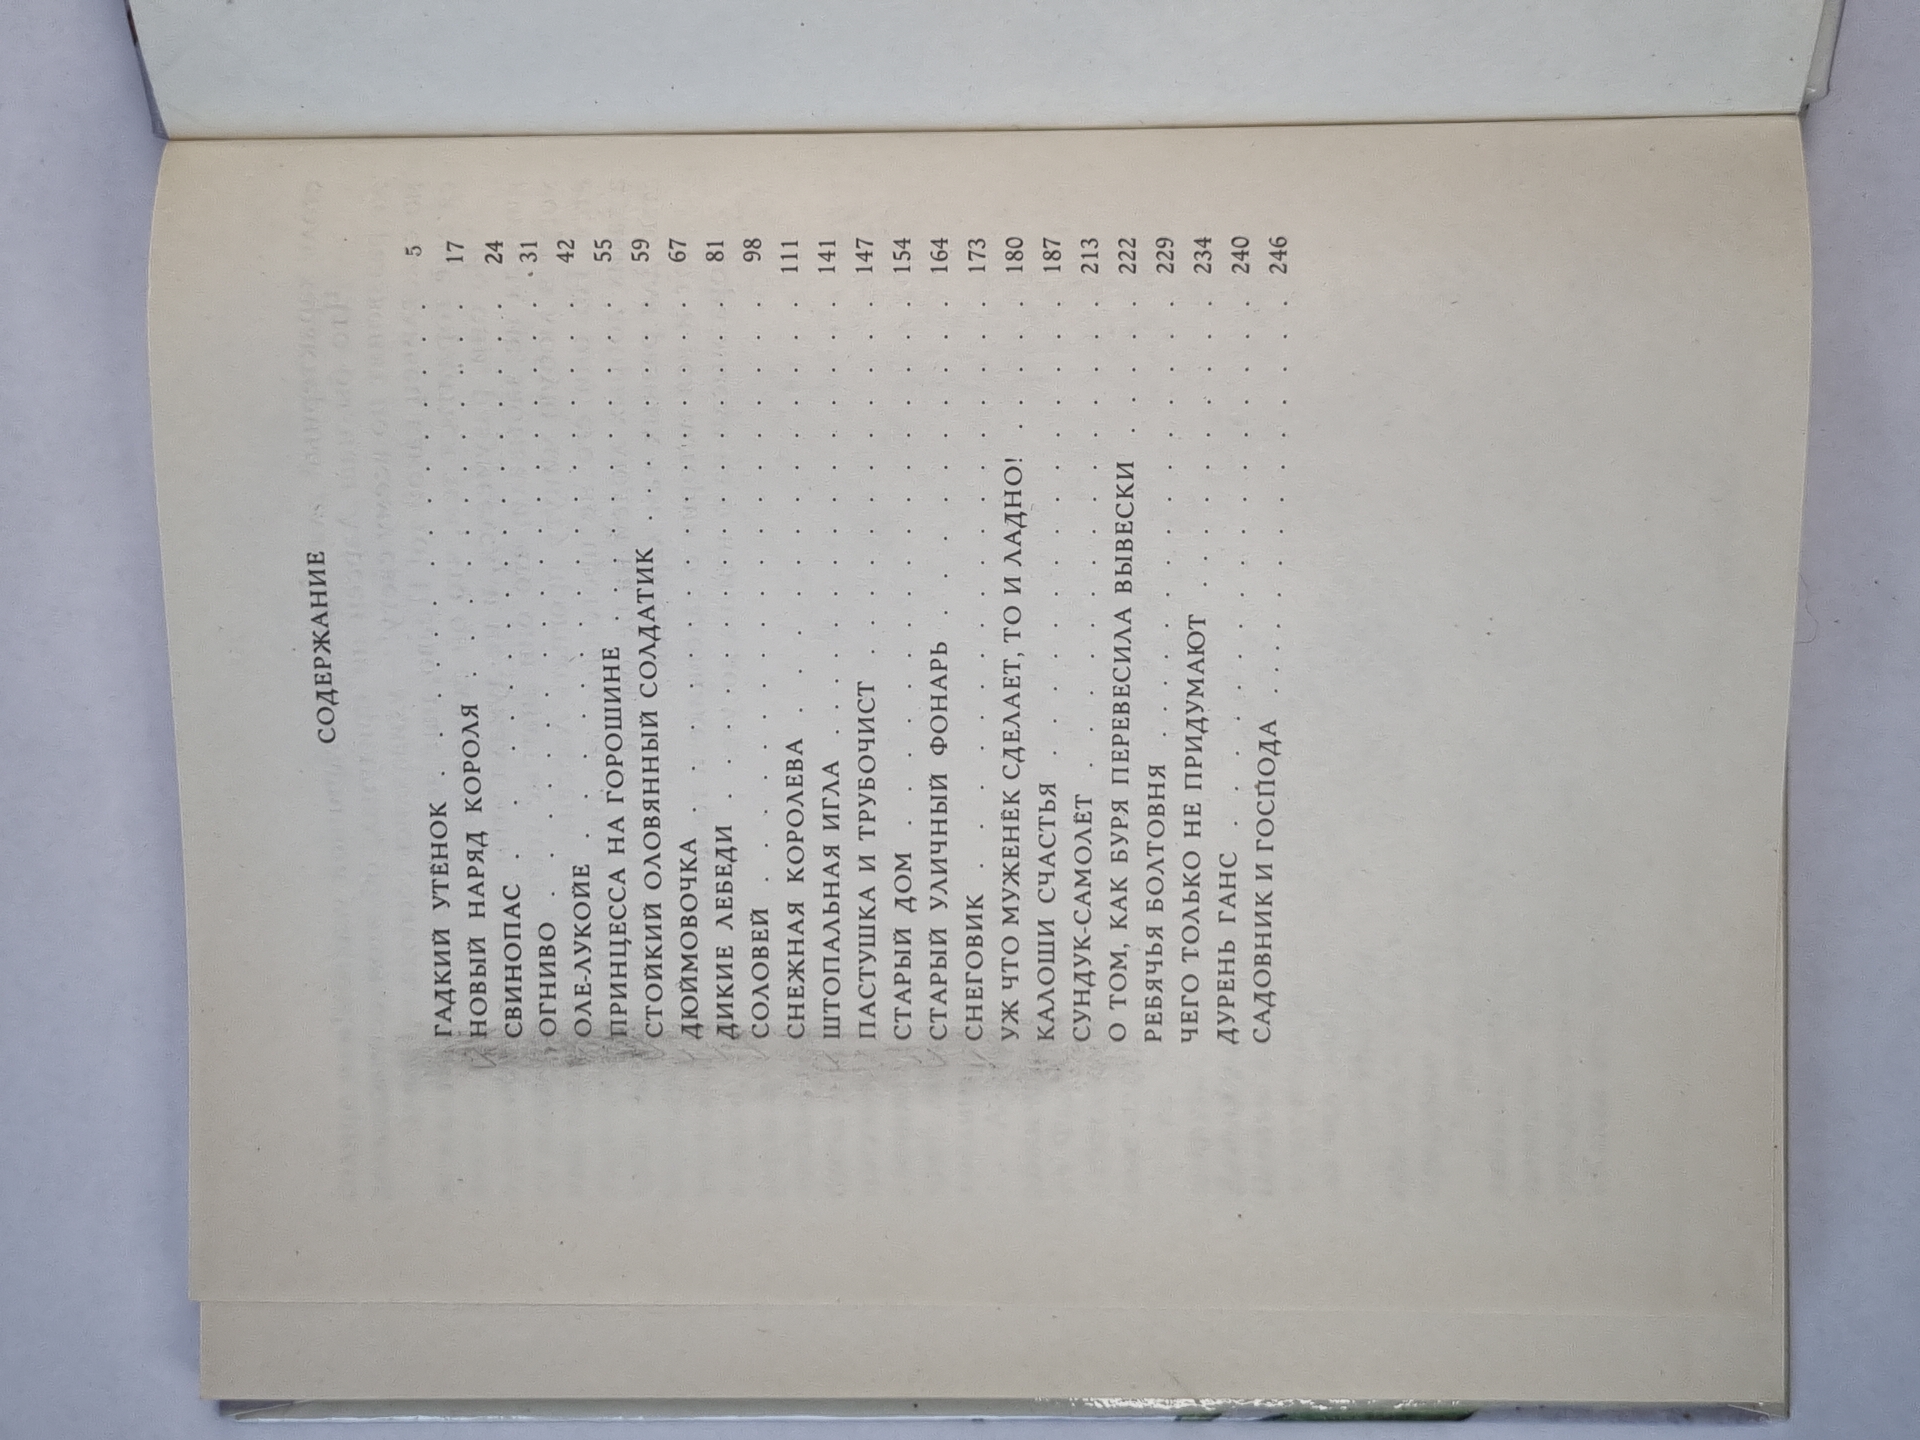 СОДЕРЖАНИЕ
ГАДКИЙ УТЁНОК . . . . . . . . . . . . . . . . 5
НОВЫЙ НАРЯД КОРОЛЯ . . . . . . . . . . . . . 17
СВИНОПАС . . . . . . . . . . . . . . . . . . 24
ОГНИВО . . . . . . . . . . . . . . . . . . . 31
ОЛЕ-ЛУКОЙЕ . . . . . . . . . . . . . . . . . 42
ПРИНЦЕССА НА ГОРОШИНЕ . . . . . . . . . . . 55
СТОЙКИЙ ОЛОВЯННЫЙ СОЛДАТИК . . . . . . . . 59
ДЮЙМОВОЧКА . . . . . . . . . . . . . . . . . 67
ДИКИЕ ЛЕБЕДИ . . . . . . . . . . . . . . . . 81
СОЛОВЕЙ . . . . . . . . . . . . . . . . . . . 98
СНЕЖНАЯ КОРОЛЕВА . . . . . . . . . . . . . . 111
ШТОПАЛЬНАЯ ИГЛА . . . . . . . . . . . . . . . 141
ПАСТУШКА И ТРУБОЧИСТ . . . . . . . . . . . . 147
СТАРЫЙ ДОМ . . . . . . . . . . . . . . . . . 154
СТАРЫЙ УЛИЧНЫЙ ФОНАРЬ . . . . . . . . . . . 164
СНЕГОВИК . . . . . . . . . . . . . . . . . . 173
УЖ ЧТО МУЖЕНЁК СДЕЛАЕТ, ТО И ЛАДНО! . . . . . 180
КАЛОШИ СЧАСТЬЯ . . . . . . . . . . . . . . . 187
СУНДУК-САМОЛЁТ . . . . . . . . . . . . . . . 213
О ТОМ, КАК БУРЯ ПЕРЕВЕСИЛА ВЫВЕСКИ . . . . . 222
РЕБЯЧЬЯ БОЛТОВНЯ . . . . . . . . . . . . . . 229
ЧЕГО ТОЛЬКО НЕ ПРИДУМАЮТ . . . . . . . . . . 234
ДУРЕНЬ ГАНС . . . . . . . . . . . . . . . . . 240
САДОВНИК И ГОСПОДА . . . . . . . . . . . . . 246